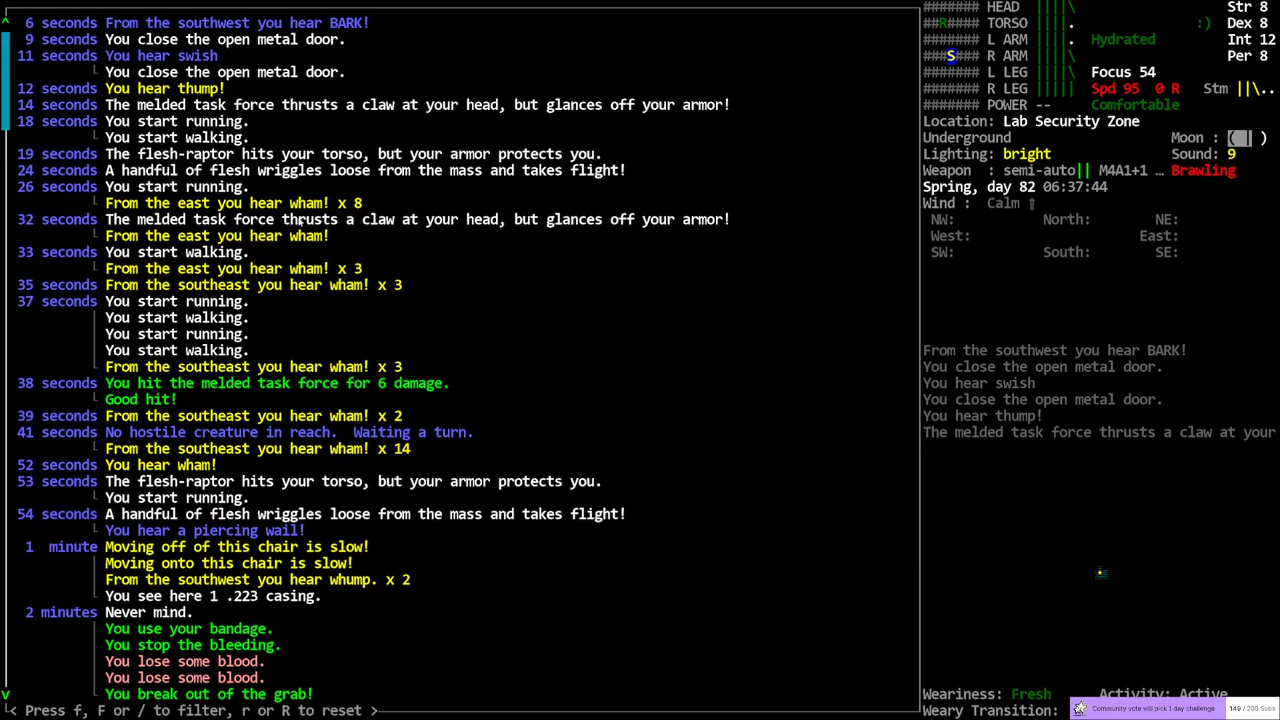 6 seconds From the southwest you hear BARK!
9 seconds You close the open metal door.
11 seconds You hear swish
└ You close the open metal door.
12 seconds You hear thump!
14 seconds The melded task force thrusts a claw at your head, but glances off your armor!
18 seconds You start running.
└ You start walking.
19 seconds The flesh-raptor hits your torso, but your armor protects you.
24 seconds A handful of flesh wriggles loose from the mass and takes flight!
26 seconds You start running.
└ From the east you hear wham! x 8
32 seconds The melded task force thrusts a claw at your head, but glances off your armor!
└ From the east you hear wham!
33 seconds You start walking.
└ From the east you hear wham! x 3
35 seconds From the southeast you hear wham! x 3
37 seconds You start running.
You start walking.
You start running.
You start walking.
└ From the southeast you hear wham! x 3
38 seconds You hit the melded task force for 6 damage.
└ Good hit!
39 seconds From the southeast you hear wham! x 2
41 seconds No hostile creature in reach.  Waiting a turn.
└ From the southeast you hear wham! x 14
52 seconds You hear wham!
53 seconds The flesh-raptor hits your torso, but your armor protects you.
└ You start running.
54 seconds A handful of flesh wriggles loose from the mass and takes flight!
└ You hear a piercing wail!
1 minute Moving off of this chair is slow!
Moving onto this chair is slow!
From the southwest you hear whump. x 2
└ You see here 1 .223 casing.
2 minutes Never mind.
You use your bandage.
You stop the bleeding.
You lose some blood.
You lose some blood.
└ You break out of the grab!
< Press f, F or / to filter, r or R to reset >
####### HEAD ||||\ Str 8
##R#### TORSO ||||. :) Dex 8
####### L ARM ||||. Hydrated Int 12
###S### R ARM ||||\ Per 8
####### L LEG ||||\ Focus 54
####### R LEG ||||| Spd 95 0 R Stm ||\..
####### POWER -- Comfortable
Location: Lab Security Zone
Underground Moon : ( | )
Lighting: bright Sound: 9
Weapon : semi-auto|| M4A1+1 … Brawling
Spring, day 82 06:37:44
Wind : Calm ⇑
NW: North: NE:
West: East:
SW: South: SE:
From the southwest you hear BARK!
You close the open metal door.
You hear swish
You close the open metal door.
You hear thump!
The melded task force thrusts a claw at your
Weariness: Fresh Activity: Active
Weary Transition:
Community vote will pick 1 day challenge 149 / 200 Subs